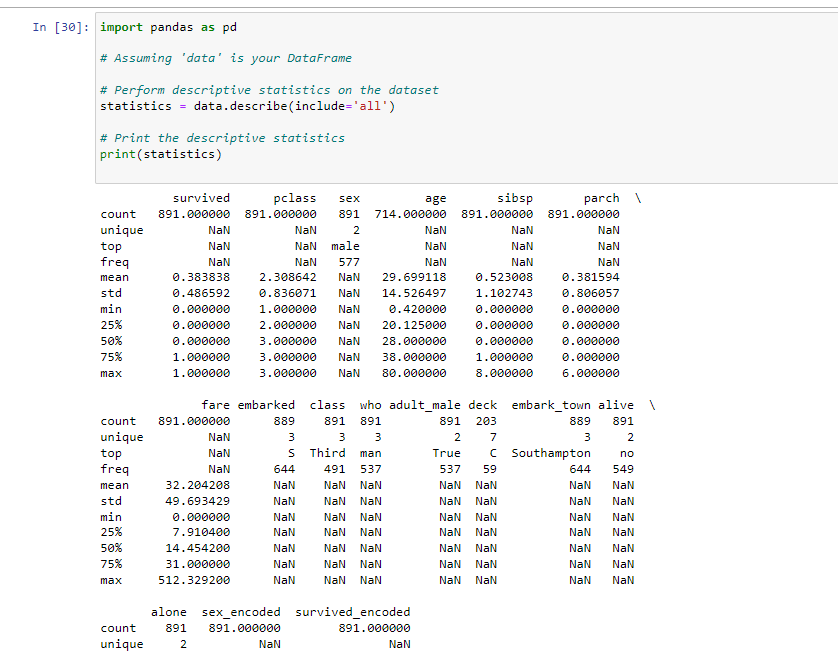 In [30]: import pandas as pd
# Assuming 'data' is your DataFrame
# Perform descriptive statistics on the dataset
statistics = data.describe(include='all')
# Print the descriptive statistics
print(statistics)
survived pclass sex age sibsp parch \
count 891.000000 891.000000 891 714.000000 891.000000 891.000000
unique NaN NaN 2 NaN NaN NaN
top NaN NaN male NaN NaN NaN
freq NaN NaN 577 NaN NaN NaN
mean 0.383838 2.308642 NaN 29.699118 0.523008 0.381594
std 0.486592 0.836071 NaN 14.526497 1.102743 0.806057
min 0.000000 1.000000 NaN 0.420000 0.000000 0.000000
25% 0.000000 2.000000 NaN 20.125000 0.000000 0.000000
50% 0.000000 3.000000 NaN 28.000000 0.000000 0.000000
75% 1.000000 3.000000 NaN 38.000000 1.000000 0.000000
max 1.000000 3.000000 NaN 80.000000 8.000000 6.000000
fare embarked class who adult_male deck embark_town alive \
count 891.000000 889 891 891 891 203 889 891
unique NaN 3 3 3 2 7 3 2
top NaN S Third man True C Southampton no
freq NaN 644 491 537 537 59 644 549
mean 32.204208 NaN NaN NaN NaN NaN NaN NaN
std 49.693429 NaN NaN NaN NaN NaN NaN NaN
min 0.000000 NaN NaN NaN NaN NaN NaN NaN
25% 7.910400 NaN NaN NaN NaN NaN NaN NaN
50% 14.454200 NaN NaN NaN NaN NaN NaN NaN
75% 31.000000 NaN NaN NaN NaN NaN NaN NaN
max 512.329200 NaN NaN NaN NaN NaN NaN NaN
alone sex_encoded survived_encoded
count 891 891.000000 891.000000
unique 2 NaN NaN